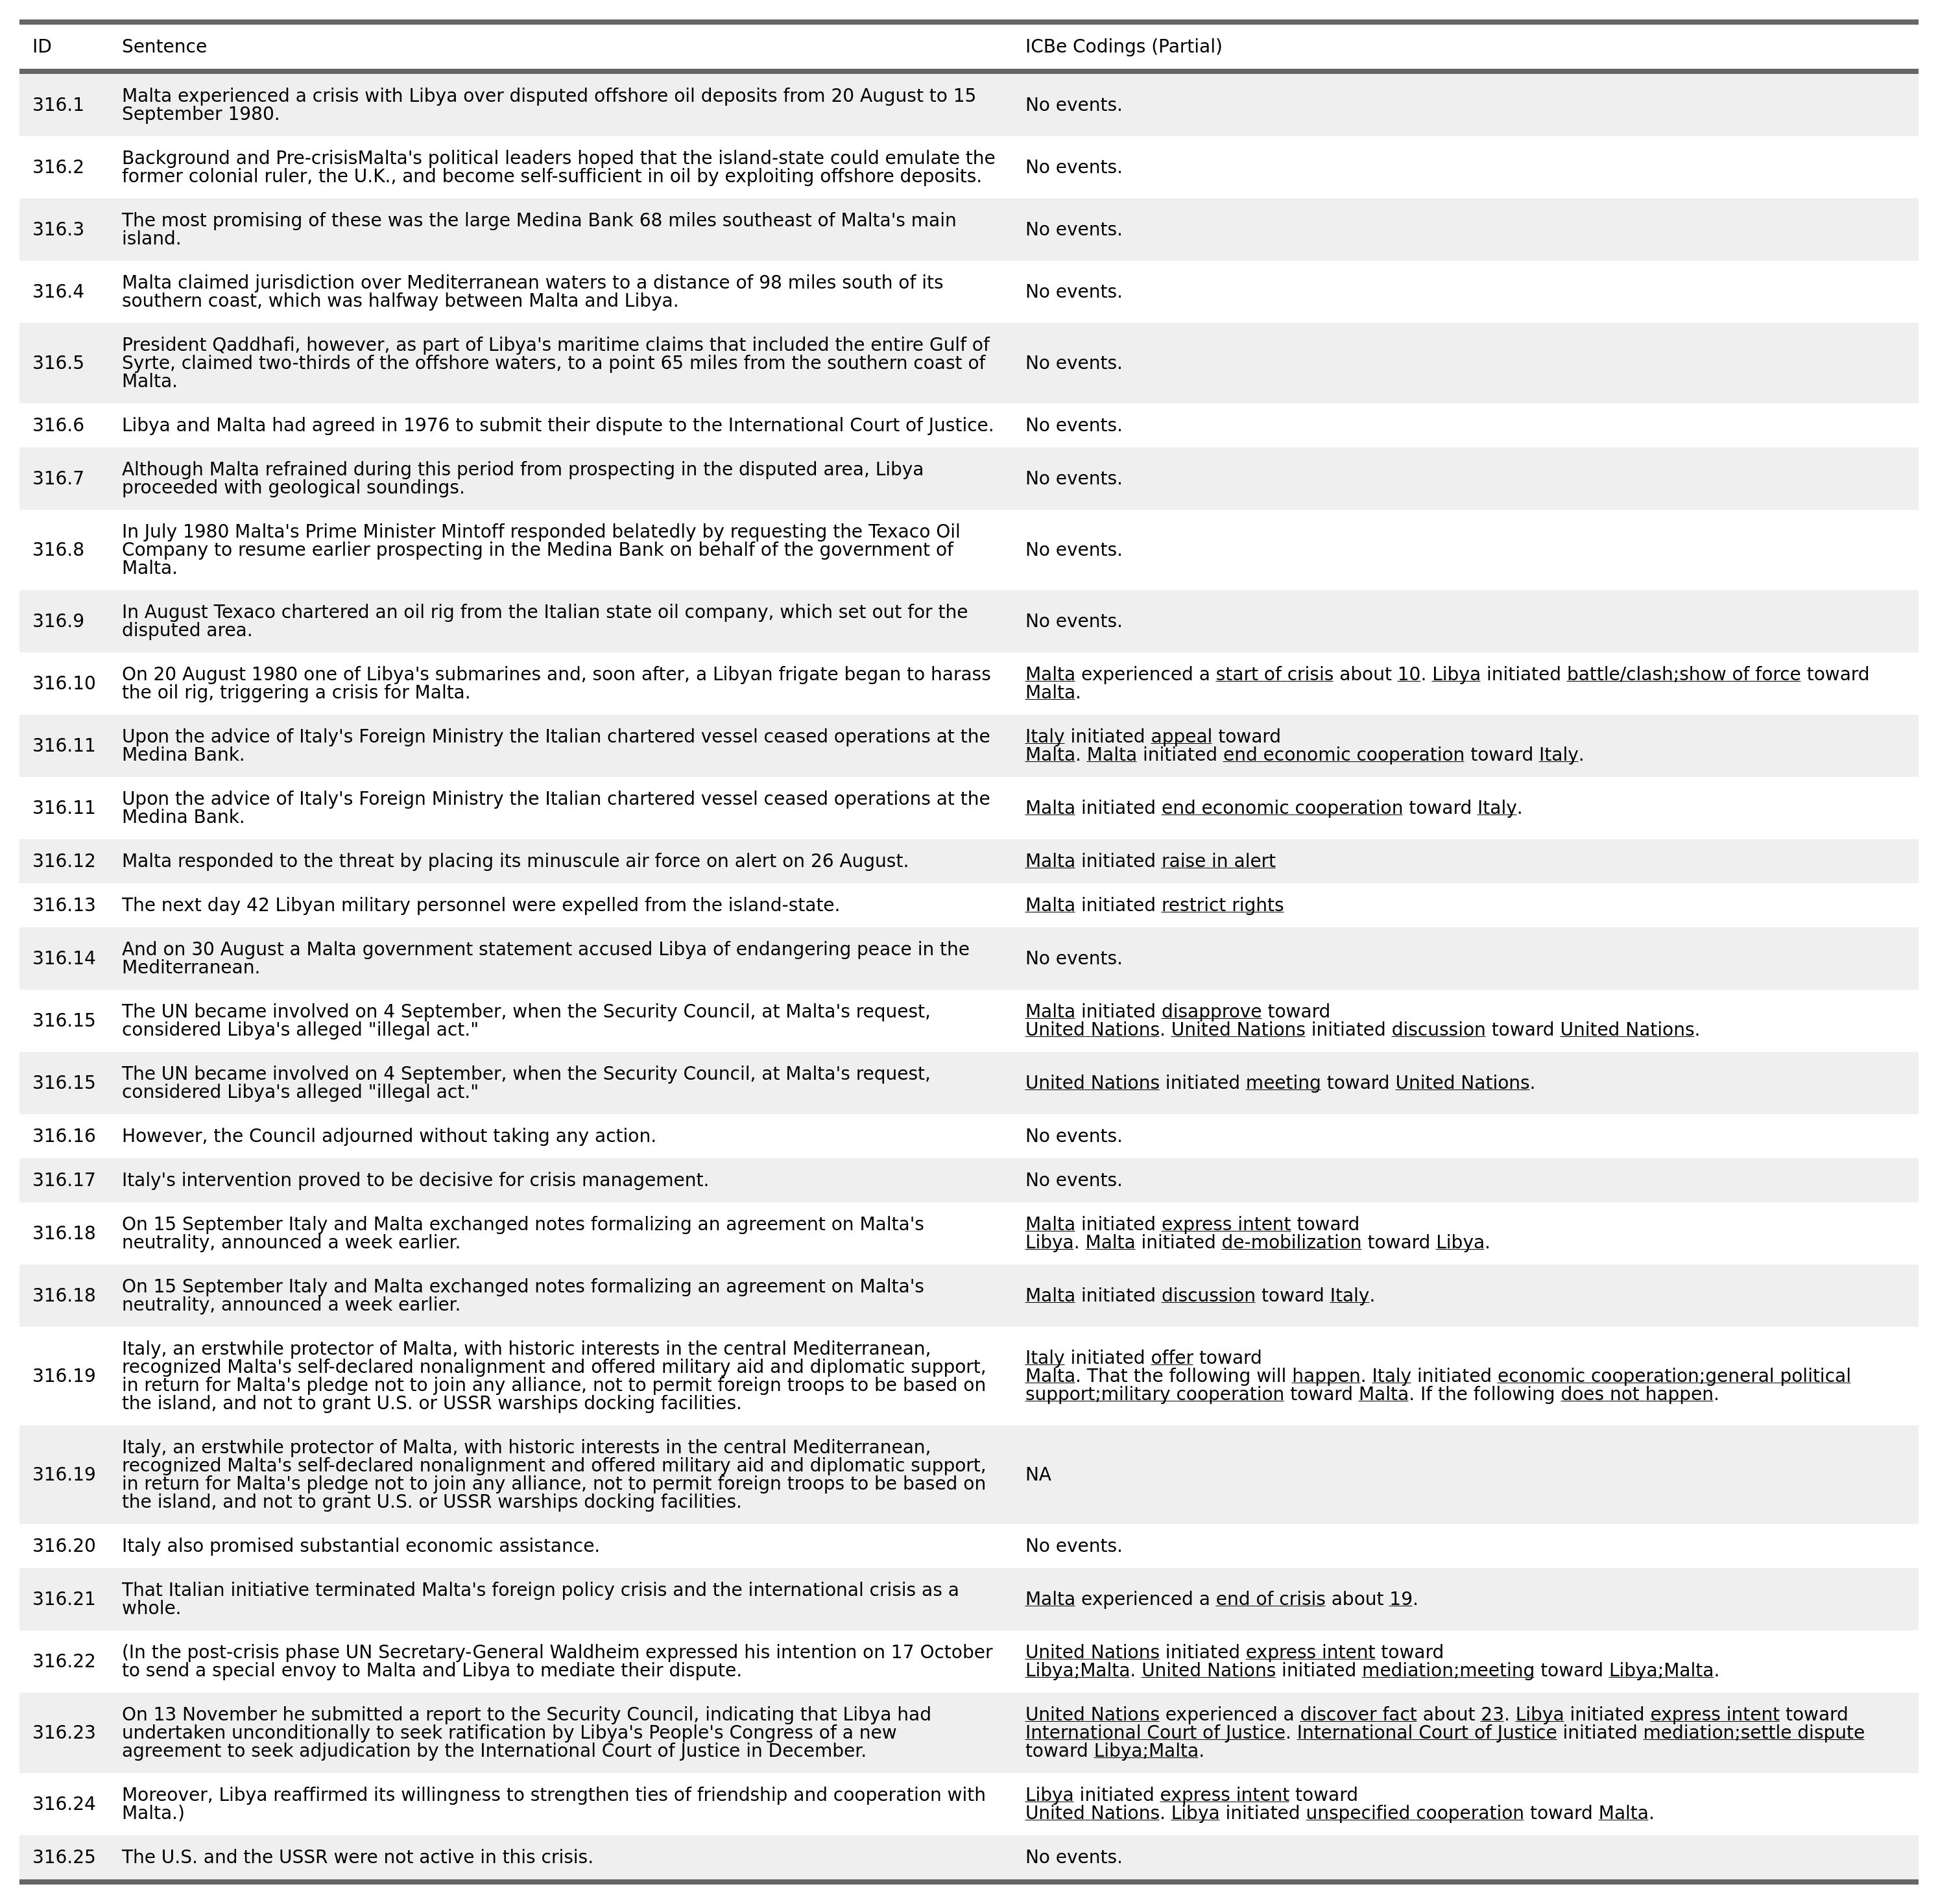 ID Sentence ICBe Codings (Partial)
316.1 Malta experienced a crisis with Libya over disputed offshore oil deposits from 20 August to 15
September 1980. No events.
316.2 Background and Pre-crisisMalta's political leaders hoped that the island-state could emulate the
former colonial ruler, the U.K., and become self-sufficient in oil by exploiting offshore deposits. No events.
316.3 The most promising of these was the large Medina Bank 68 miles southeast of Malta's main
island. No events.
316.4 Malta claimed jurisdiction over Mediterranean waters to a distance of 98 miles south of its
southern coast, which was halfway between Malta and Libya. No events.
316.5 President Qaddhafi, however, as part of Libya's maritime claims that included the entire Gulf of
Syrte, claimed two-thirds of the offshore waters, to a point 65 miles from the southern coast of
Malta. No events.
316.6 Libya and Malta had agreed in 1976 to submit their dispute to the International Court of Justice. No events.
316.7 Although Malta refrained during this period from prospecting in the disputed area, Libya
proceeded with geological soundings. No events.
316.8 In July 1980 Malta's Prime Minister Mintoff responded belatedly by requesting the Texaco Oil
Company to resume earlier prospecting in the Medina Bank on behalf of the government of
Malta. No events.
316.9 In August Texaco chartered an oil rig from the Italian state oil company, which set out for the
disputed area. No events.
316.10 On 20 August 1980 one of Libya's submarines and, soon after, a Libyan frigate began to harass
the oil rig, triggering a crisis for Malta.
Malta experienced a start of crisis about 10. Libya initiated battle/clash;show of force toward
Malta.
316.11 Upon the advice of Italy's Foreign Ministry the Italian chartered vessel ceased operations at the
Medina Bank.
Italy initiated appeal toward
Malta. Malta initiated end economic cooperation toward Italy.
316.11 Upon the advice of Italy's Foreign Ministry the Italian chartered vessel ceased operations at the
Medina Bank.
Malta initiated end economic cooperation toward Italy.
316.12 Malta responded to the threat by placing its minuscule air force on alert on 26 August. Malta initiated raise in alert
316.13 The next day 42 Libyan military personnel were expelled from the island-state. Malta initiated restrict rights
316.14 And on 30 August a Malta government statement accused Libya of endangering peace in the
Mediterranean. No events.
316.15 The UN became involved on 4 September, when the Security Council, at Malta's request,
considered Libya's alleged "illegal act."
Malta initiated disapprove toward
United Nations. United Nations initiated discussion toward United Nations.
316.15 The UN became involved on 4 September, when the Security Council, at Malta's request,
considered Libya's alleged "illegal act."
United Nations initiated meeting toward United Nations.
316.16 However, the Council adjourned without taking any action. No events.
316.17 Italy's intervention proved to be decisive for crisis management. No events.
316.18 On 15 September Italy and Malta exchanged notes formalizing an agreement on Malta's
neutrality, announced a week earlier.
Malta initiated express intent toward
Libya. Malta initiated de-mobilization toward Libya.
316.18 On 15 September Italy and Malta exchanged notes formalizing an agreement on Malta's
neutrality, announced a week earlier.
Malta initiated discussion toward Italy.
316.19 Italy, an erstwhile protector of Malta, with historic interests in the central Mediterranean,
recognized Malta's self-declared nonalignment and offered military aid and diplomatic support,
in return for Malta's pledge not to join any alliance, not to permit foreign troops to be based on
the island, and not to grant U.S. or USSR warships docking facilities.
Italy initiated offer toward
Malta. That the following will happen. Italy initiated economic cooperation;general political
support;military cooperation toward Malta. If the following does not happen.
316.19 Italy, an erstwhile protector of Malta, with historic interests in the central Mediterranean,
recognized Malta's self-declared nonalignment and offered military aid and diplomatic support,
in return for Malta's pledge not to join any alliance, not to permit foreign troops to be based on
the island, and not to grant U.S. or USSR warships docking facilities.
NA
316.20 Italy also promised substantial economic assistance. No events.
316.21 That Italian initiative terminated Malta's foreign policy crisis and the international crisis as a
whole.
Malta experienced a end of crisis about 19.
316.22 (In the post-crisis phase UN Secretary-General Waldheim expressed his intention on 17 October
to send a special envoy to Malta and Libya to mediate their dispute.
United Nations initiated express intent toward
Libya;Malta. United Nations initiated mediation;meeting toward Libya;Malta.
316.23 On 13 November he submitted a report to the Security Council, indicating that Libya had
undertaken unconditionally to seek ratification by Libya's People's Congress of a new
agreement to seek adjudication by the International Court of Justice in December.
United Nations experienced a discover fact about 23. Libya initiated express intent toward
International Court of Justice. International Court of Justice initiated mediation;settle dispute
toward Libya;Malta.
316.24 Moreover, Libya reaffirmed its willingness to strengthen ties of friendship and cooperation with
Malta.)
Libya initiated express intent toward
United Nations. Libya initiated unspecified cooperation toward Malta.
316.25 The U.S. and the USSR were not active in this crisis. No events.